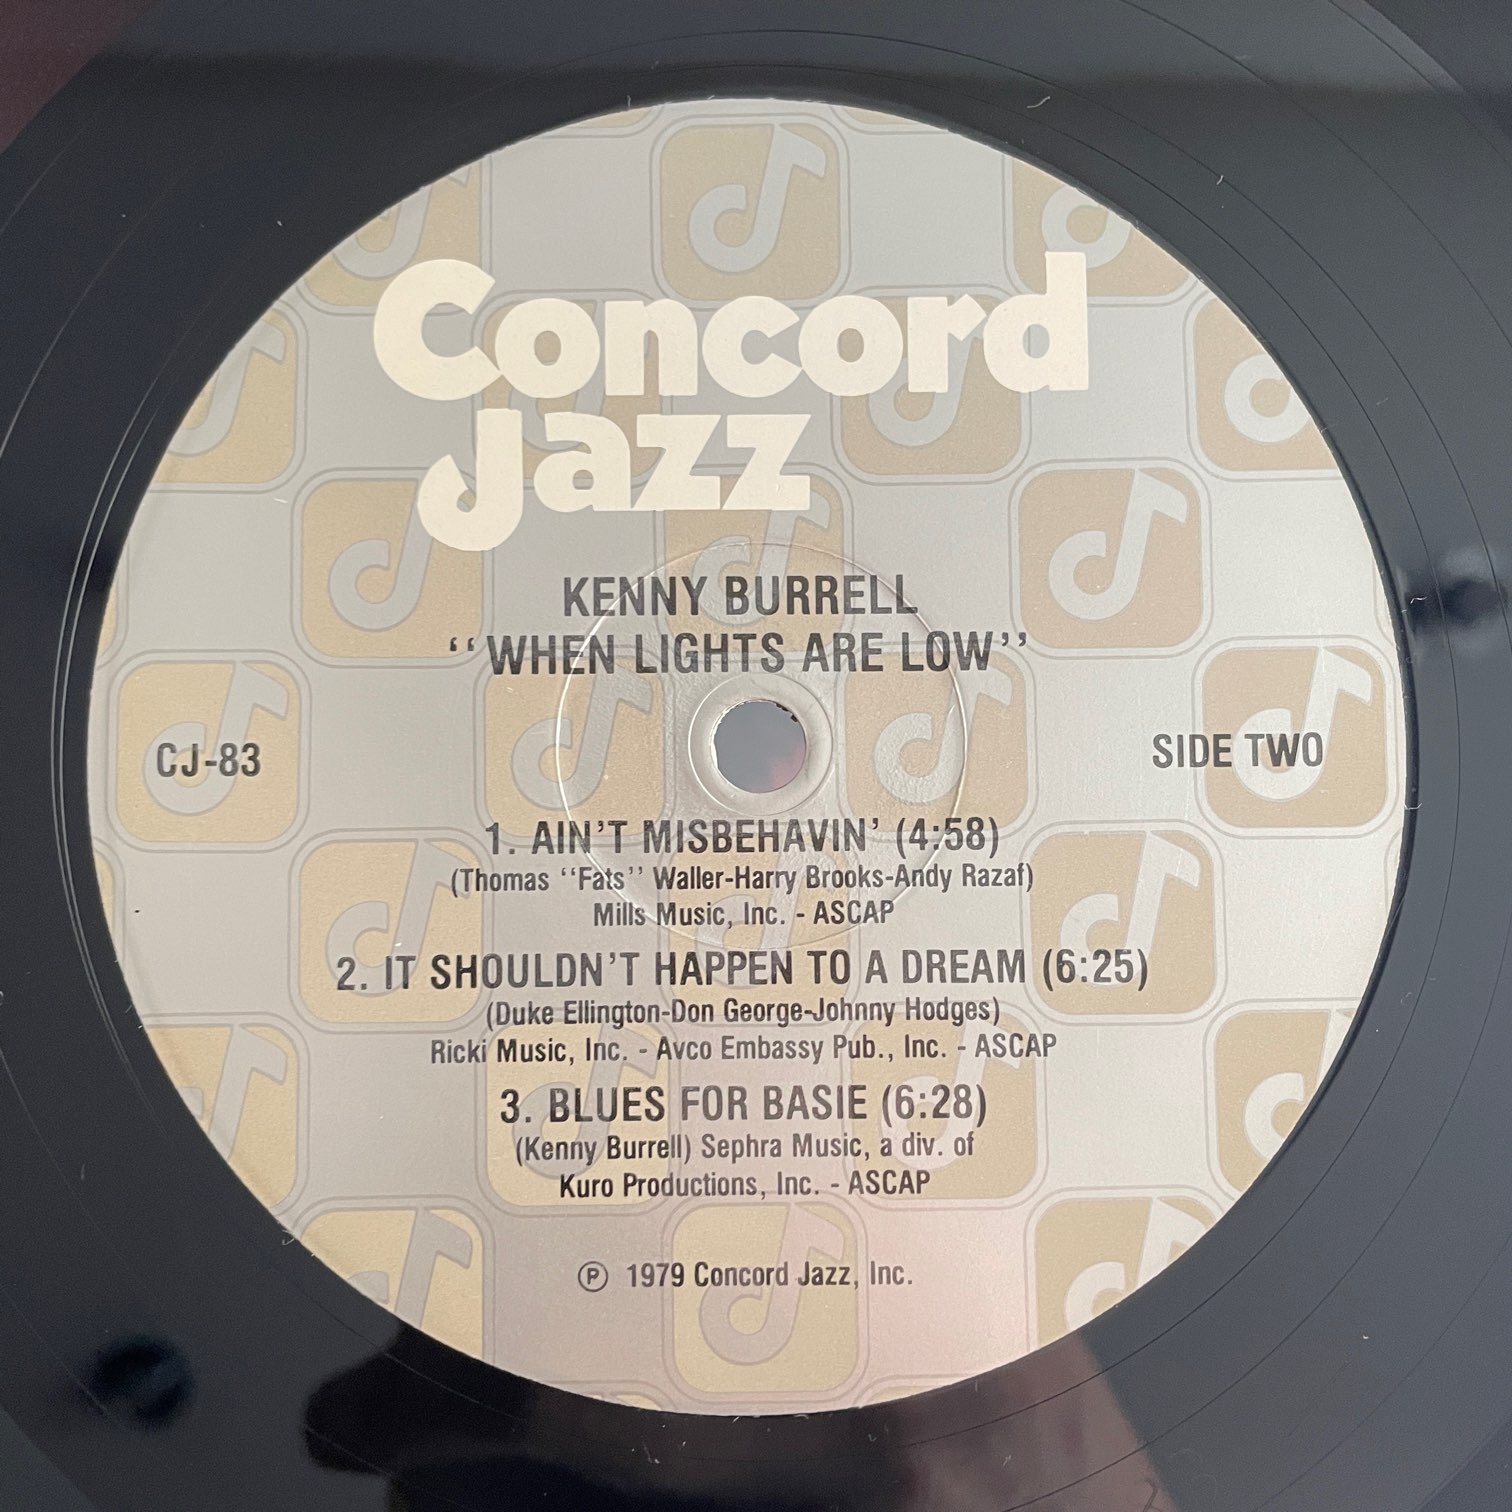 Concord
Jazz
KENNY BURRELL
‘‘WHEN LIGHTS ARE LOW’’
CJ-83
SIDE TWO
1. AIN’T MISBEHAVIN’ (4:58)
(Thomas ‘‘Fats’’ Waller-Harry Brooks-Andy Razaf)
Mills Music, Inc. - ASCAP
2. IT SHOULDN’T HAPPEN TO A DREAM (6:25)
(Duke Ellington-Don George-Johnny Hodges)
Ricki Music, Inc. - Avco Embassy Pub., Inc. - ASCAP
3. BLUES FOR BASIE (6:28)
(Kenny Burrell) Sephra Music, a div. of
Kuro Productions, Inc. - ASCAP
Ⓟ 1979 Concord Jazz, Inc.